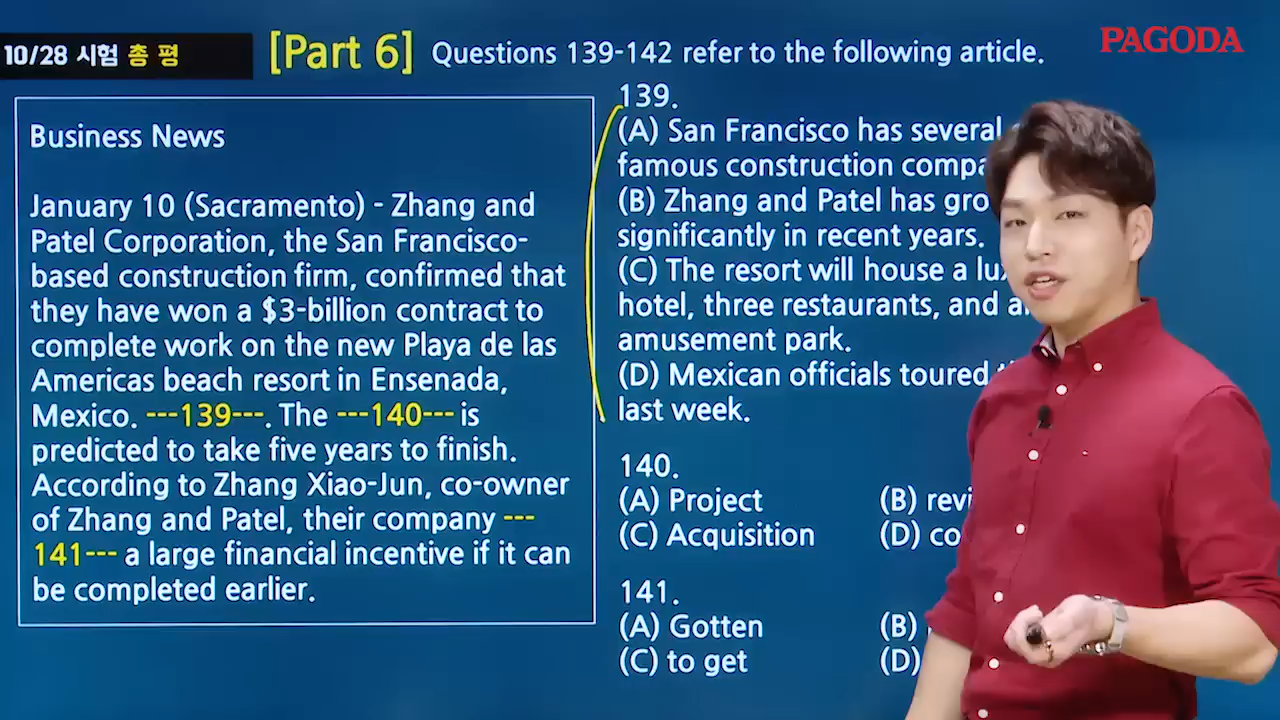 10/28 시험 총평
[Part 6] Questions 139-142 refer to the following article.
PAGODA
Business News
January 10 (Sacramento) - Zhang and
Patel Corporation, the San Francisco-
based construction firm, confirmed that
they have won a $3-billion contract to
complete work on the new Playa de las
Americas beach resort in Ensenada,
Mexico. ---139---. The ---140--- is
predicted to take five years to finish.
According to Zhang Xiao-Jun, co-owner
of Zhang and Patel, their company ---
141--- a large financial incentive if it can
be completed earlier.
139.
(A) San Francisco has several
famous construction
(B) Zhang and Patel has
significantly in recent years.
(C) The resort will house a
hotel, three restaurants, and
amusement park.
(D) Mexican officials toured
last week.
140.
(A) Project (B)
(C) Acquisition (D)
141.
(A) Gotten (B)
(C) to get (D)